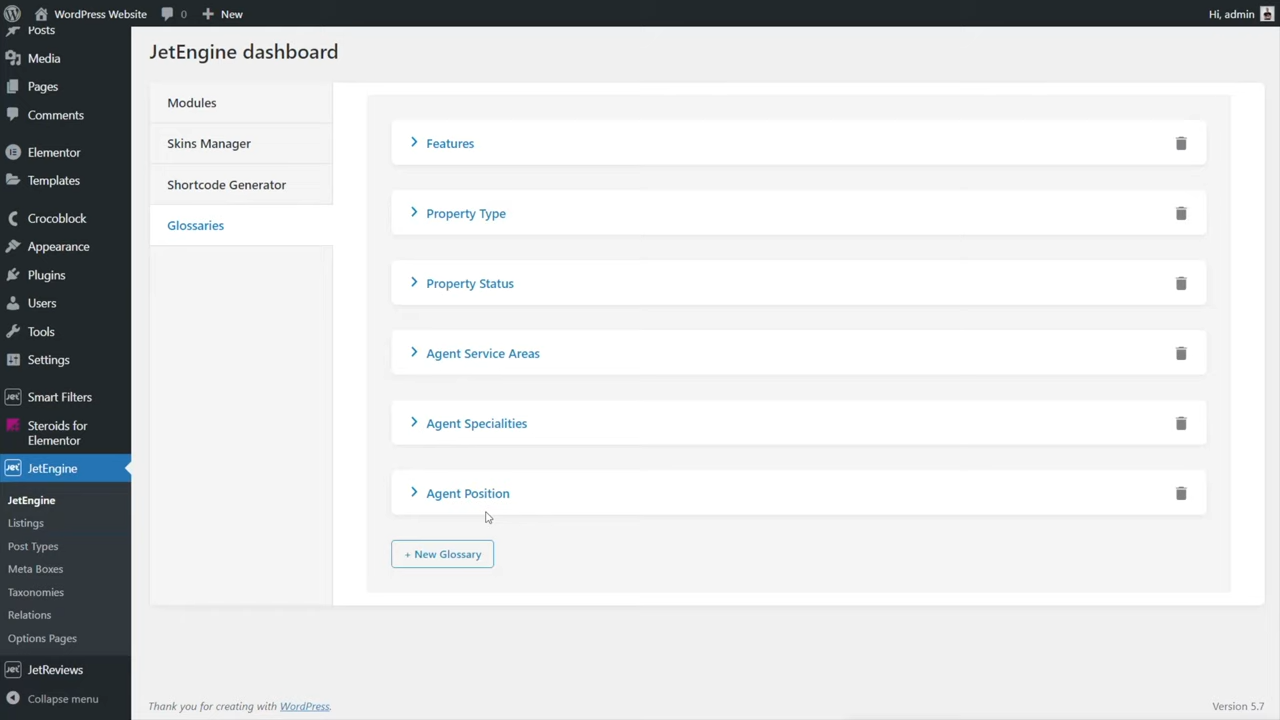 WordPress Website 0 New Hi, admin
Posts
Media
Pages
Comments
Elementor
Templates
Crocoblock
Appearance
Plugins
Users
Tools
Settings
Jet Smart Filters
Steroids for
Elementor
Jet JetEngine
JetEngine
Listings
Post Types
Meta Boxes
Taxonomies
Relations
Options Pages
Jet JetReviews
Collapse menu
JetEngine dashboard
Modules
Skins Manager
Shortcode Generator
Glossaries
Features
Property Type
Property Status
Agent Service Areas
Agent Specialities
Agent Position
+ New Glossary
Thank you for creating with WordPress. Version 5.7